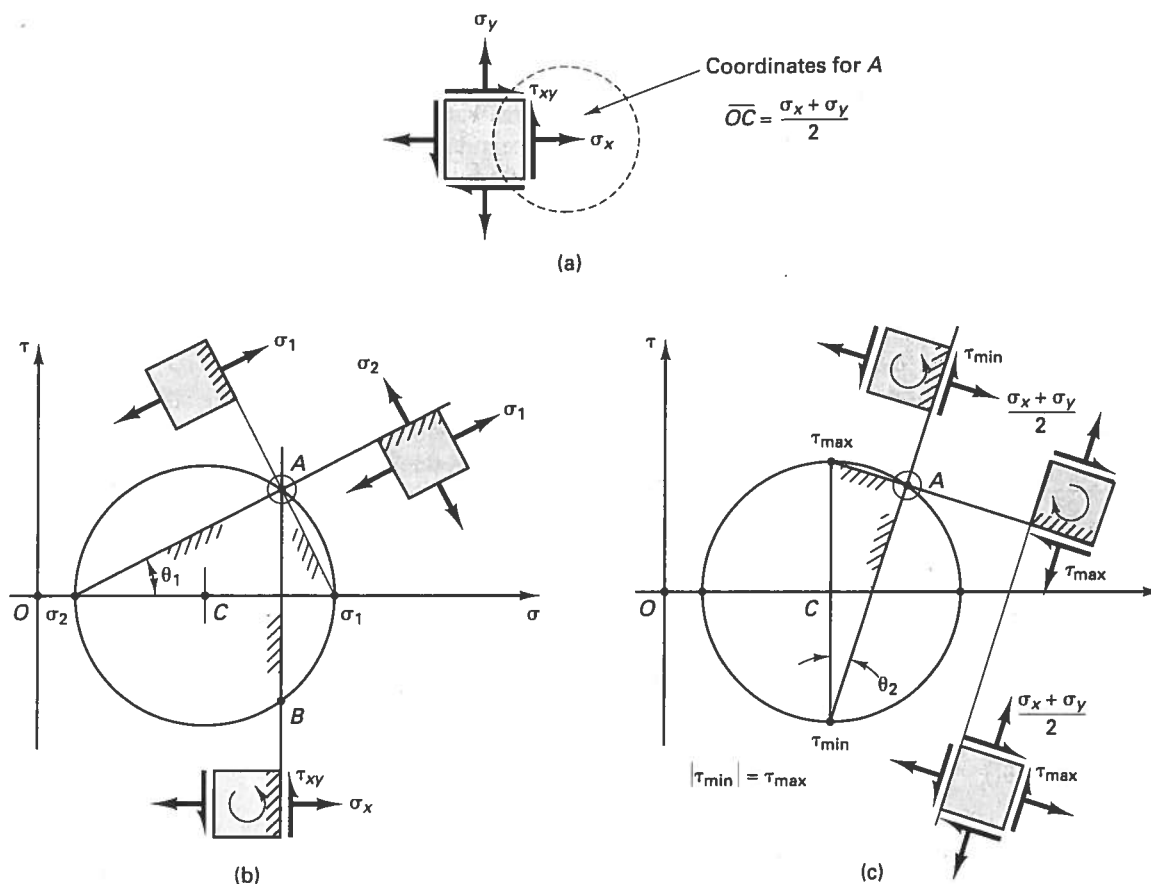 σy
Coordinates for A
τxy
OC = (σx + σy)/2
σx
(a)
τ
σ1
σ2
σ1
A
θ1
O
σ2
C
σ1
σ
B
τxy
σx
(b)
τ
τmin
(σx + σy)/2
τmax
A
τmax
O
C
θ2
τmin
(σx + σy)/2
|τmin| = τmax
τmax
(c)